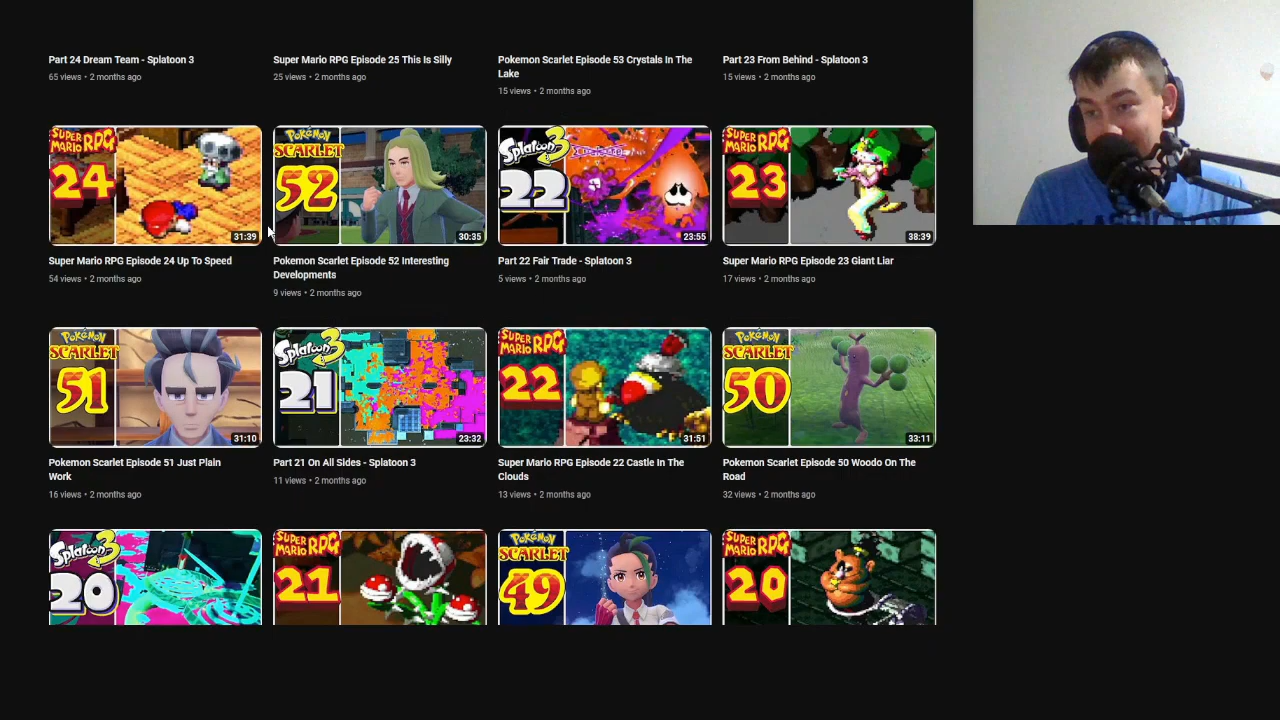 Part 24 Dream Team - Splatoon 3
65 views • 2 months ago
Super Mario RPG Episode 25 This Is Silly
25 views • 2 months ago
Pokemon Scarlet Episode 53 Crystals In The
Lake
15 views • 2 months ago
Part 23 From Behind - Splatoon 3
15 views • 2 months ago
SUPER
MARIO RPG
24
31:39
POKéMON
SCARLET
52
30:35
Splatoon 3
22
23:55
SUPER
MARIO RPG
23
38:39
Super Mario RPG Episode 24 Up To Speed
54 views • 2 months ago
Pokemon Scarlet Episode 52 Interesting
Developments
9 views • 2 months ago
Part 22 Fair Trade - Splatoon 3
5 views • 2 months ago
Super Mario RPG Episode 23 Giant Liar
17 views • 2 months ago
POKéMON
SCARLET
51
31:10
Splatoon 3
21
23:32
SUPER
MARIO RPG
22
31:51
POKéMON
SCARLET
50
33:11
Pokemon Scarlet Episode 51 Just Plain
Work
16 views • 2 months ago
Part 21 On All Sides - Splatoon 3
11 views • 2 months ago
Super Mario RPG Episode 22 Castle In The
Clouds
13 views • 2 months ago
Pokemon Scarlet Episode 50 Woodo On The
Road
32 views • 2 months ago
Splatoon 3
20
SUPER
MARIO RPG
21
POKéMON
SCARLET
49
SUPER
MARIO RPG
20